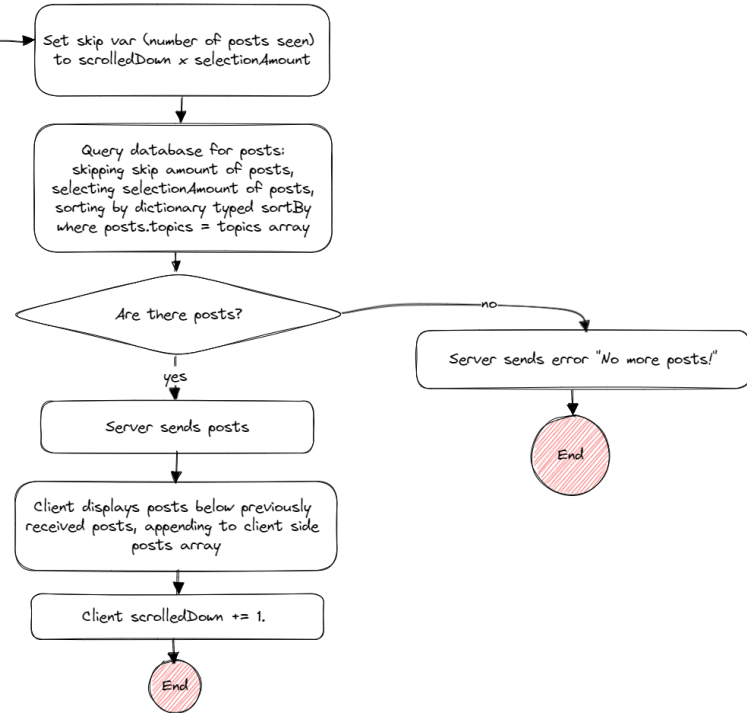 Set skip var (number of posts seen)
to scrolledDown x selectionAmount
Query database for posts:
skipping skip amount of posts,
selecting selectionAmount of posts,
sorting by dictionary typed sortBy
where posts.topics = topics array
Are there posts?
no
Server sends error "No more posts!"
End
yes
Server sends posts
Client displays posts below previously
received posts, appending to client side
posts array
Client scrolledDown += 1.
End